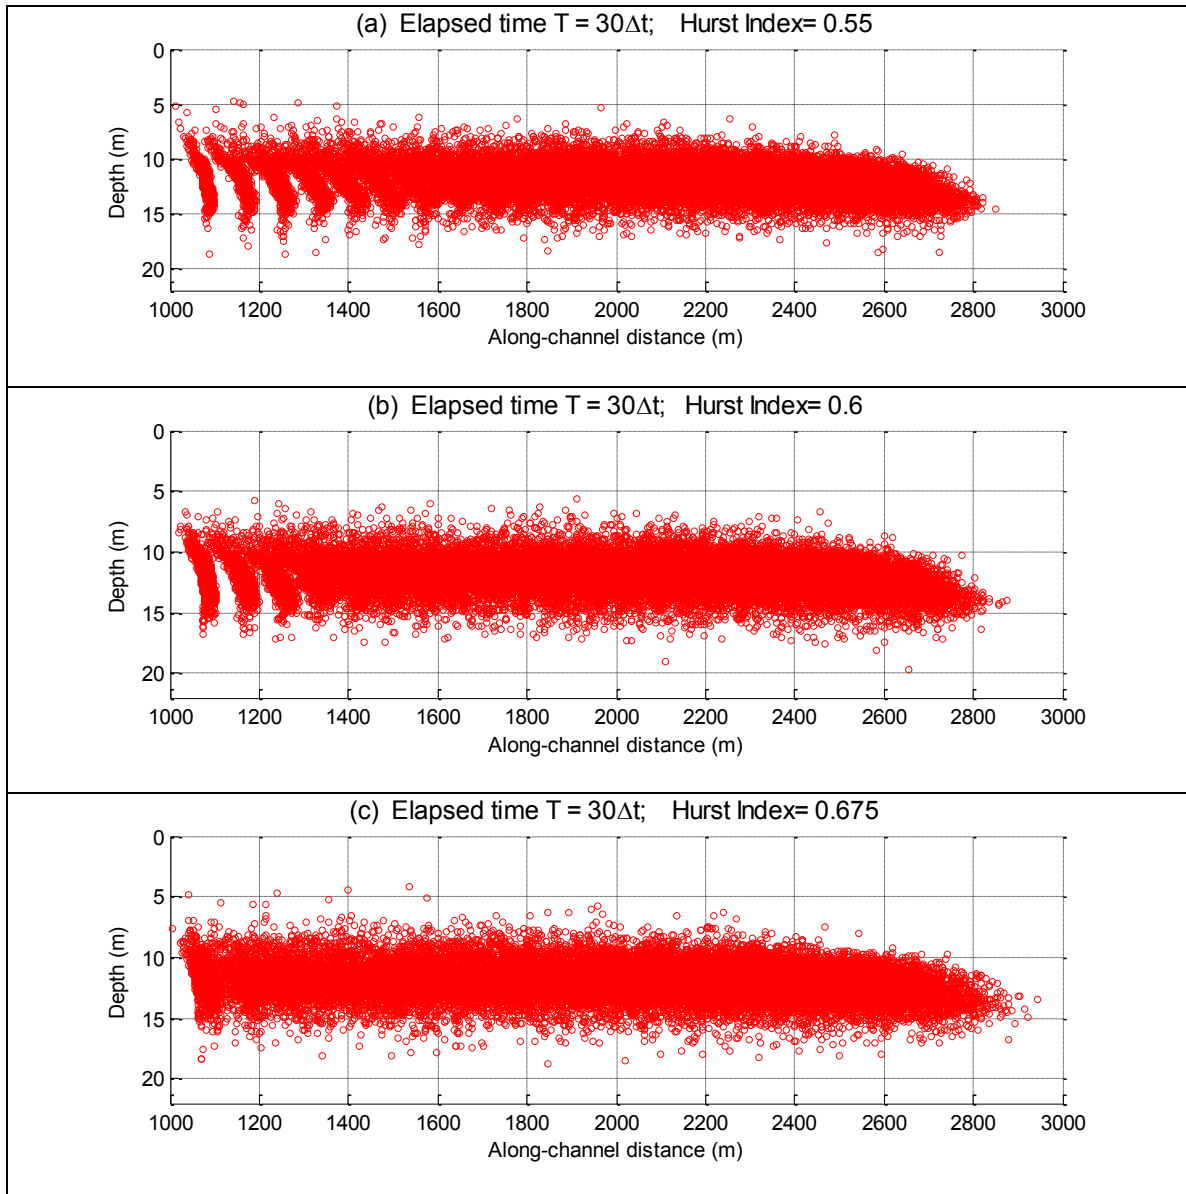 (a) Elapsed time T = 30Δt; Hurst Index= 0.55
0
5
10
15
20
Depth (m)
1000 1200 1400 1600 1800 2000 2200 2400 2600 2800 3000
Along-channel distance (m)
(b) Elapsed time T = 30Δt; Hurst Index= 0.6
0
5
10
15
20
Depth (m)
1000 1200 1400 1600 1800 2000 2200 2400 2600 2800 3000
Along-channel distance (m)
(c) Elapsed time T = 30Δt; Hurst Index= 0.675
0
5
10
15
20
Depth (m)
1000 1200 1400 1600 1800 2000 2200 2400 2600 2800 3000
Along-channel distance (m)